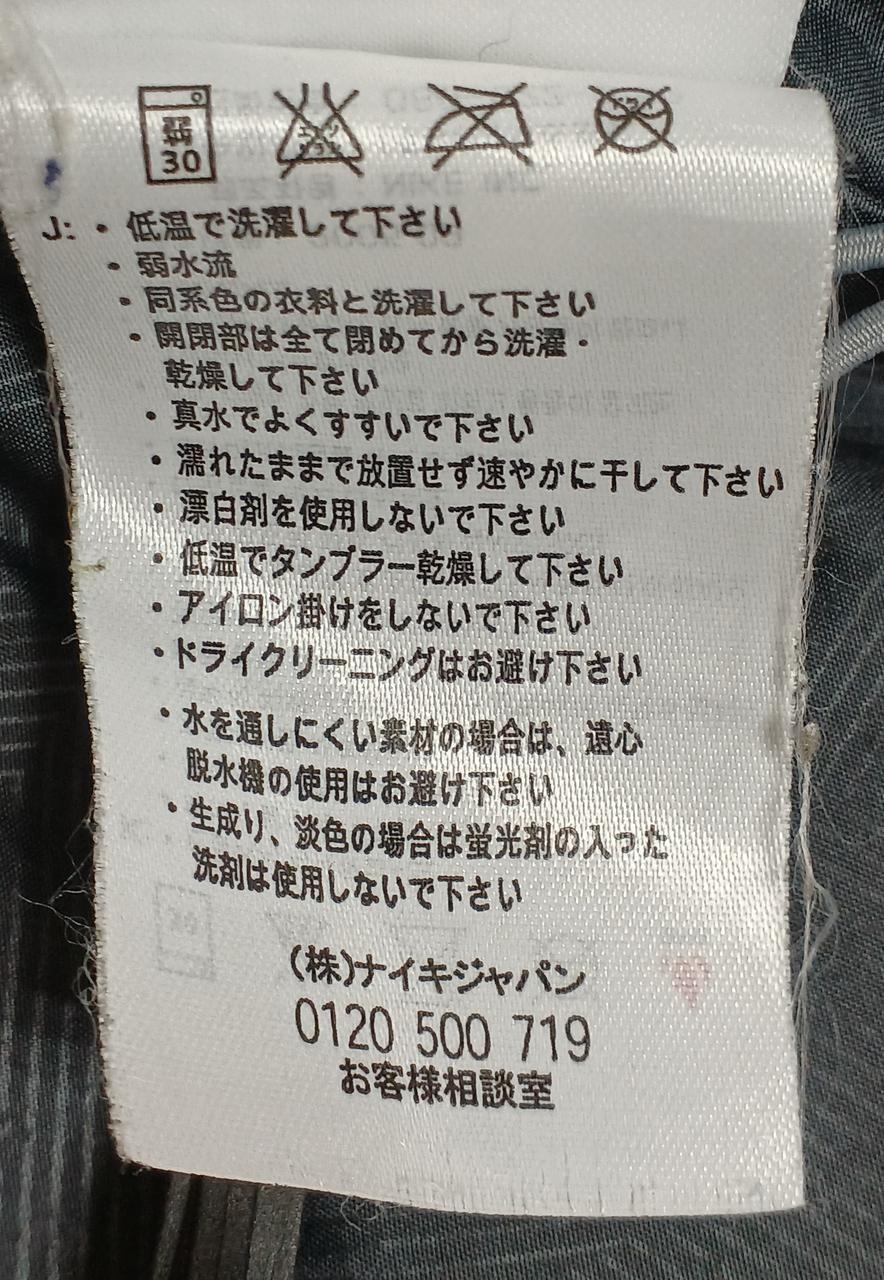 弱
30
エンソ
サラシ
ドライ
J: ・低温で洗濯して下さい
・弱水流
・同系色の衣料と洗濯して下さい
・開閉部は全て閉めてから洗濯・
乾燥して下さい
・真水でよくすすいで下さい
・濡れたままで放置せず速やかに干して下さい
・漂白剤を使用しないで下さい
・低温でタンブラー乾燥して下さい
・アイロン掛けをしないで下さい
・ドライクリーニングはお避け下さい
・水を通しにくい素材の場合は、遠心
脱水機の使用はお避け下さい
・生成り、淡色の場合は蛍光剤の入った
洗剤は使用しないで下さい
(株)ナイキジャパン
0120 500 719
お客様相談室